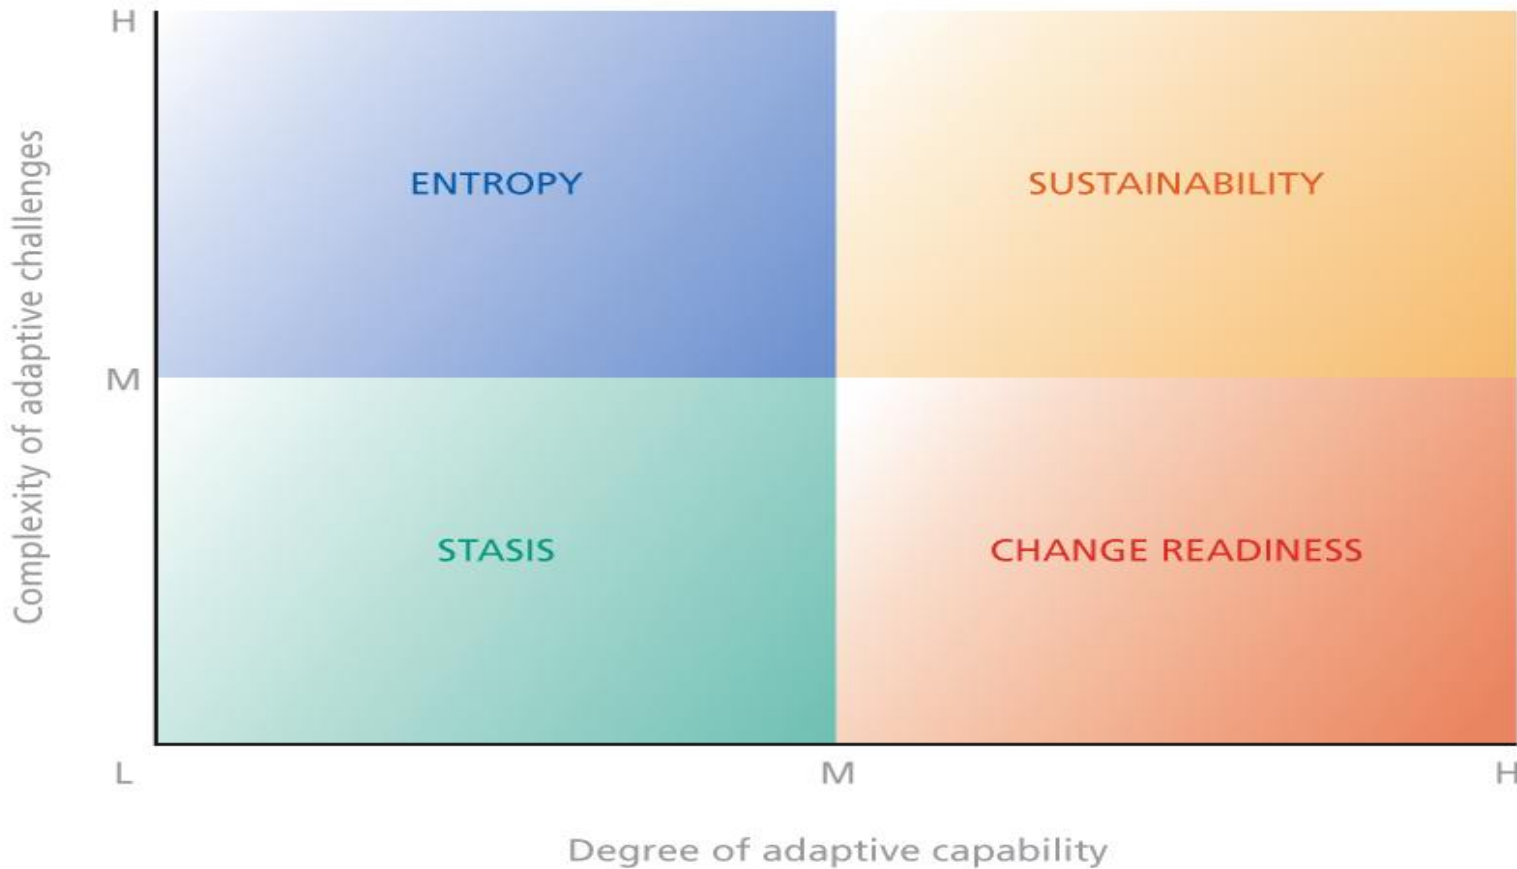 H
Complexity of adaptive challenges
ENTROPY
SUSTAINABILITY
M
STASIS
CHANGE READINESS
L
M
H
Degree of adaptive capability